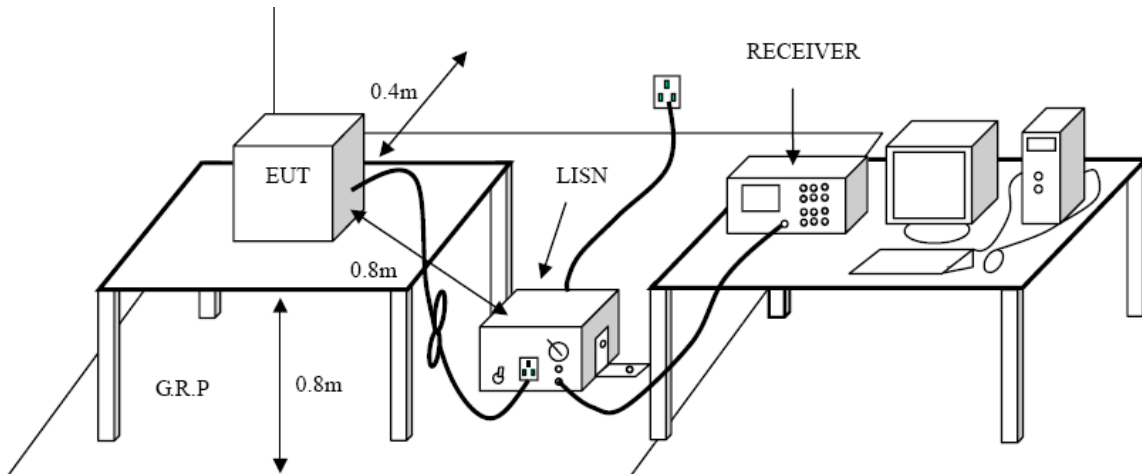 RECEIVER
0.4m
EUT
LISN
0.8m
G.R.P
0.8m